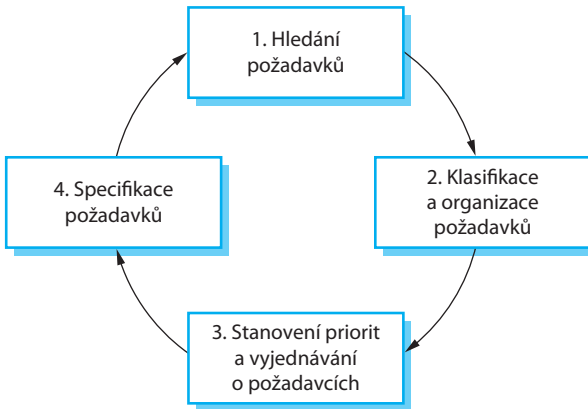 1. Hledání
požadavků
2. Klasifikace
a organizace
požadavků
3. Stanovení priorit
a vyjednávání
o požadavcích
4. Specifikace
požadavků